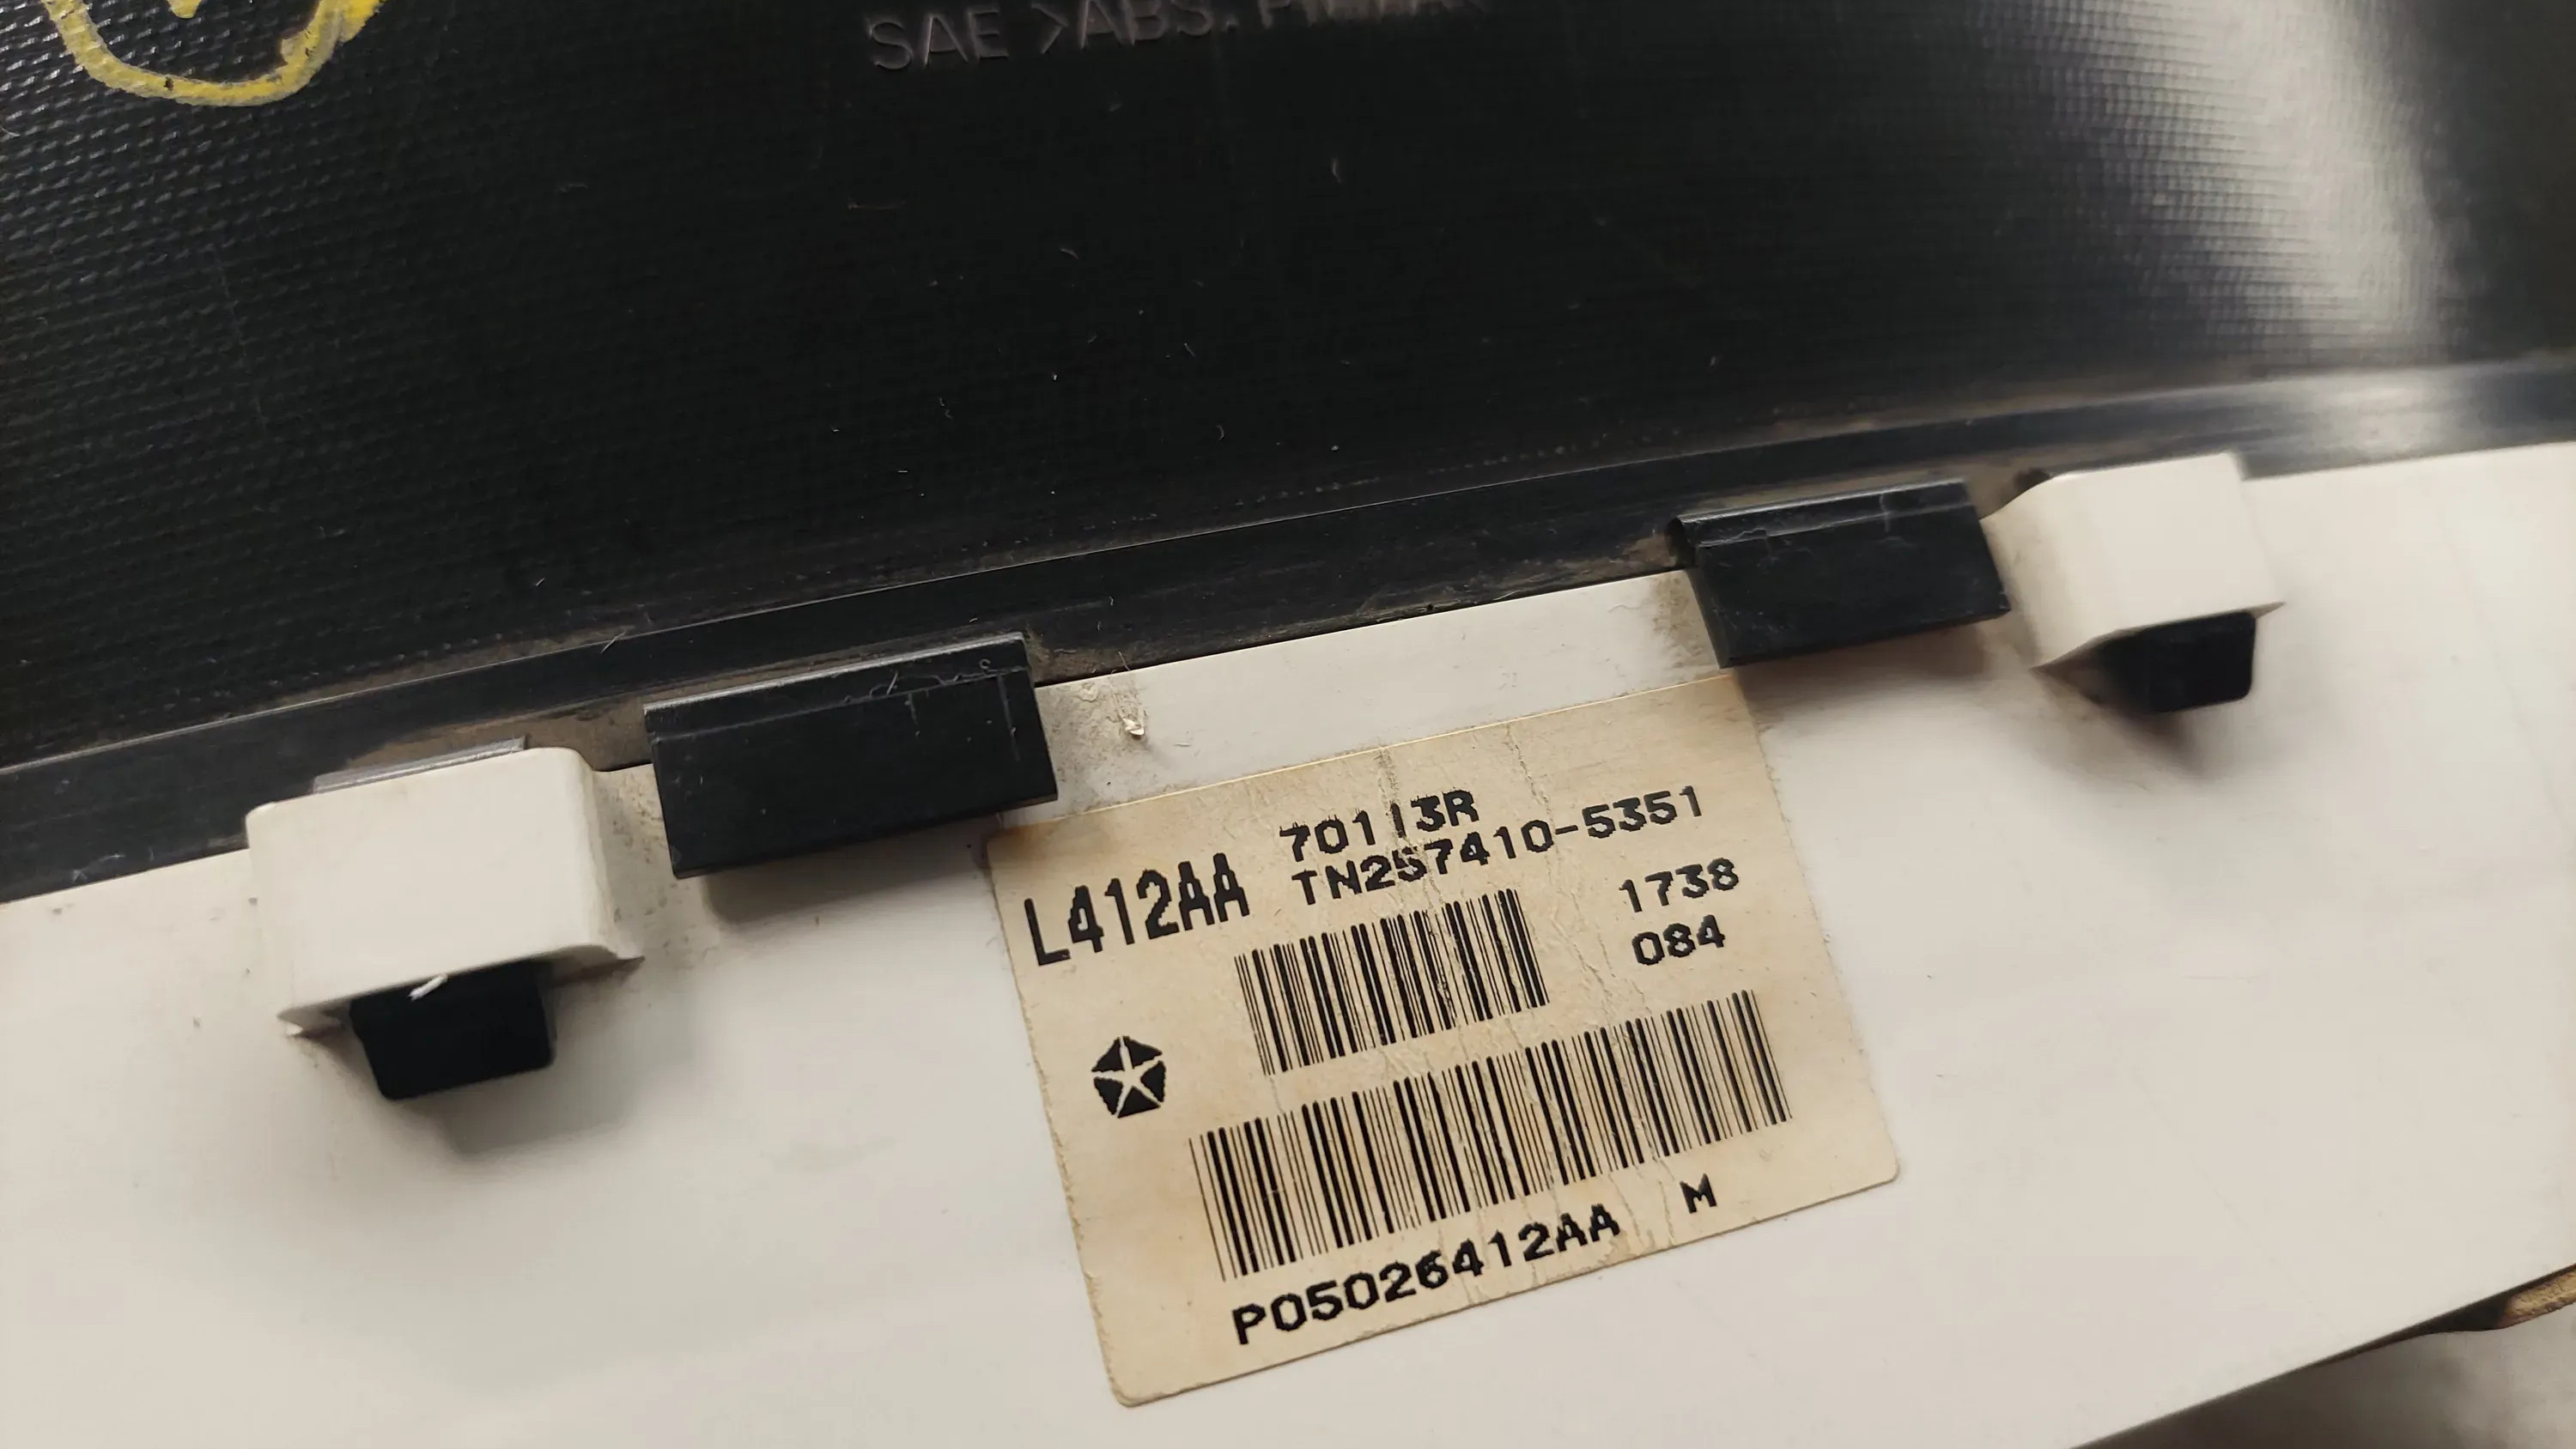 SAE >ABS.
70113R
TN257410-5351
L412AA
1738
084
P05026412AA M